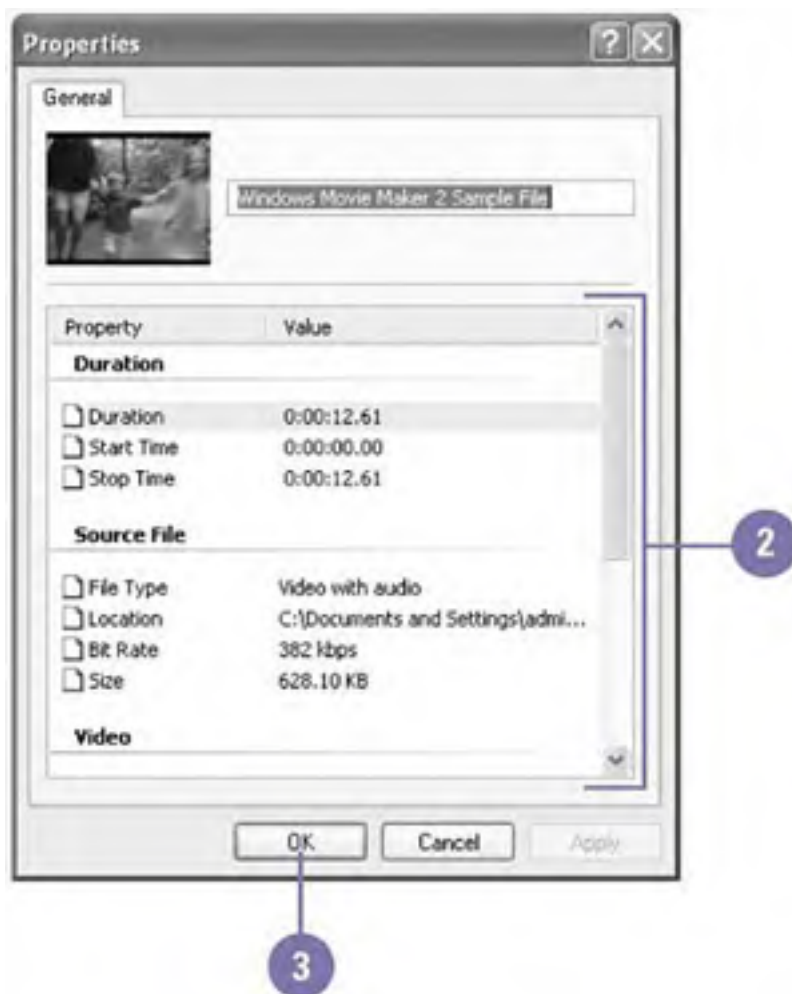 Properties
General
Windows Movie Maker 2 Sample File
Property Value
Duration
Duration 0:00:12.61
Start Time 0:00:00.00
Stop Time 0:00:12.61
Source File
File Type Video with audio
Location C:\Documents and Settings\admi...
Bit Rate 382 kbps
Size 628.10 KB
Video
OK Cancel Apply
2
3